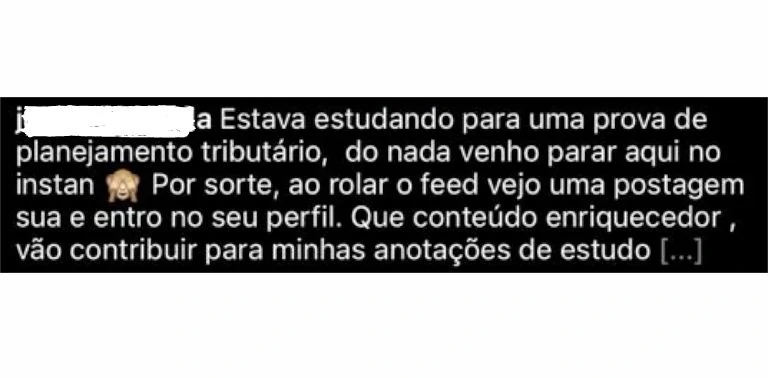 Estava estudando para uma prova de
planejamento tributário, do nada venho parar aqui no
instan 🙈 Por sorte, ao rolar o feed vejo uma postagem
sua e entro no seu perfil. Que conteúdo enriquecedor ,
vão contribuir para minhas anotações de estudo [...]